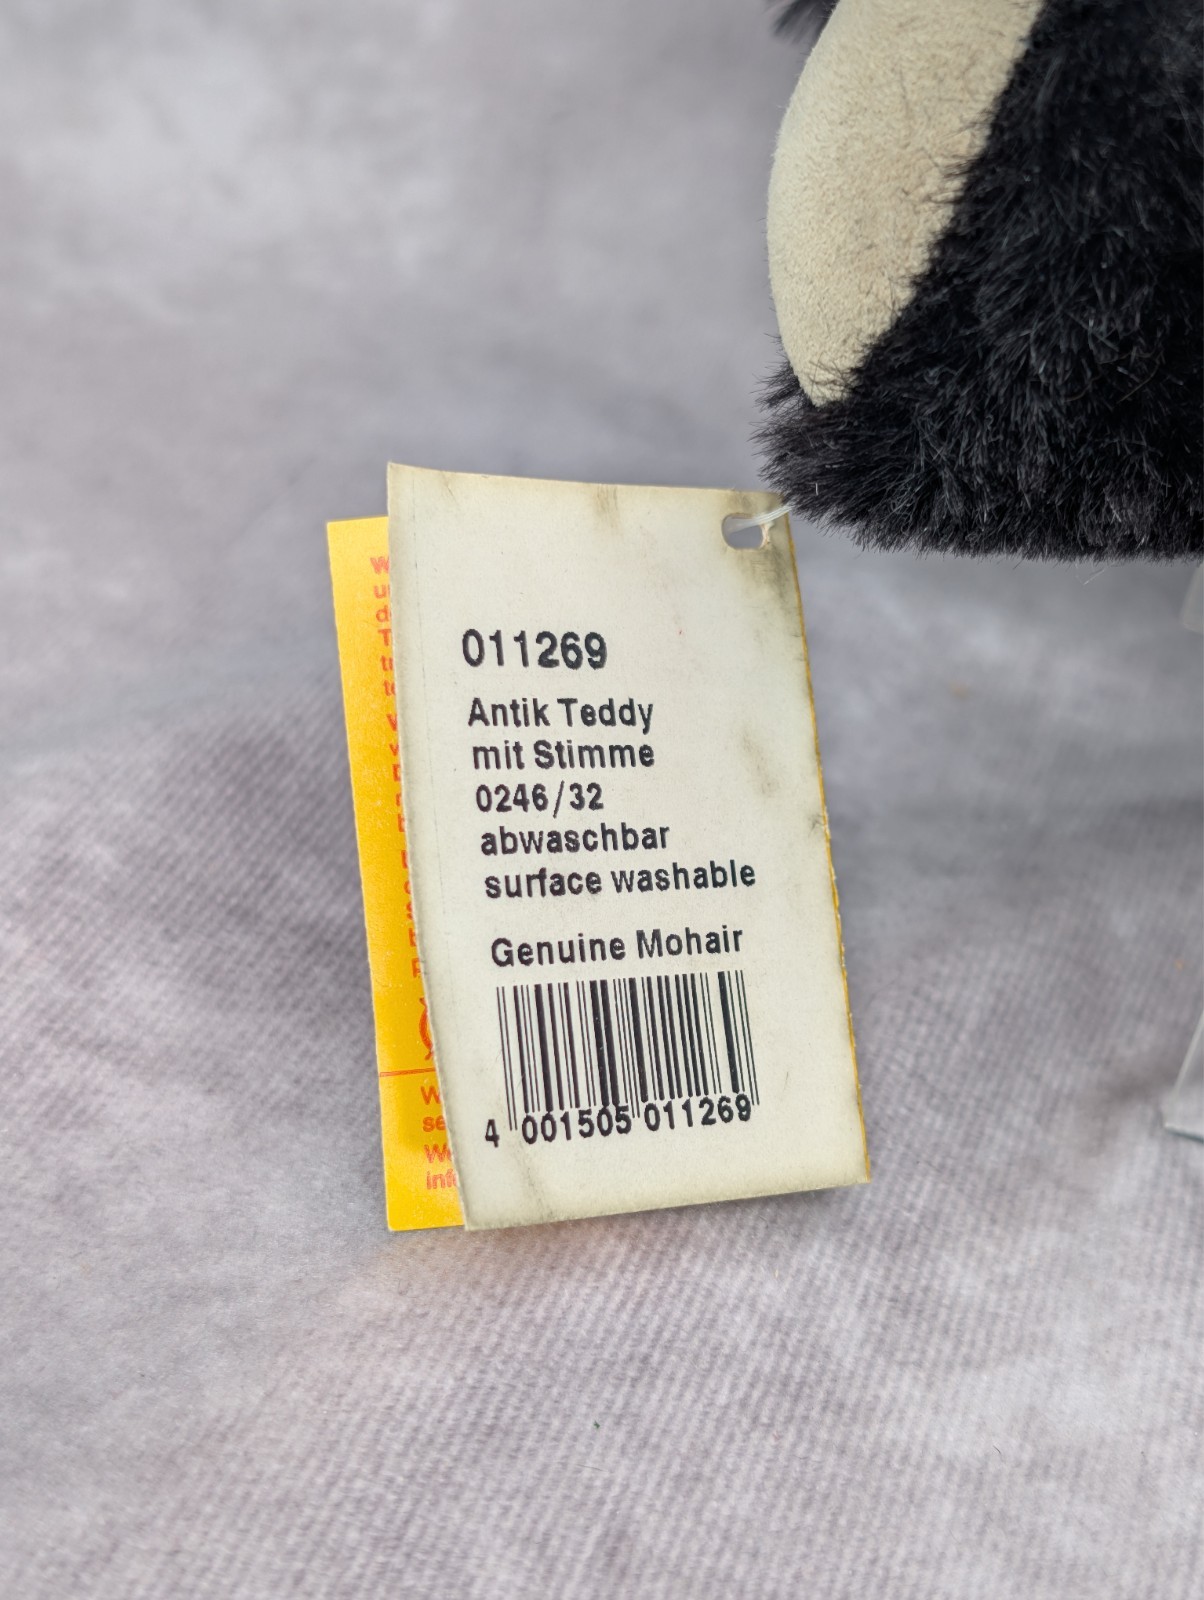 011269
Antik Teddy
mit Stimme
0246/32
abwaschbar
surface washable
Genuine Mohair
4 001505 011269